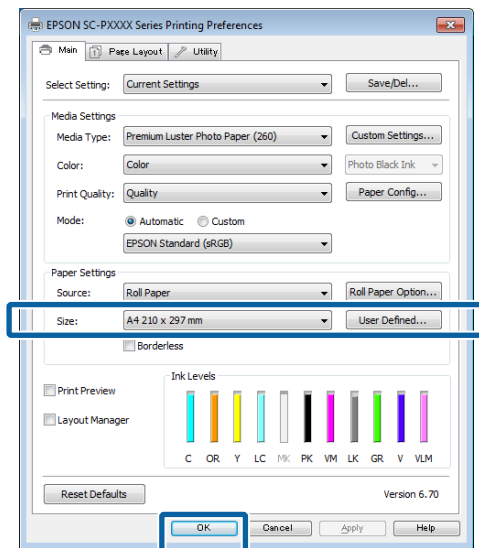 EPSON SC-PXXXX Series Printing Preferences
Main Page Layout Utility
Select Setting: Current Settings Save/Del...
Media Settings
Media Type: Premium Luster Photo Paper (260) Custom Settings...
Color: Color Photo Black Ink
Print Quality: Quality Paper Config...
Mode: Automatic Custom
EPSON Standard (sRGB)
Paper Settings
Source: Roll Paper Roll Paper Option...
Size: A4 210 x 297 mm User Defined...
Borderless
Ink Levels
Print Preview
Layout Manager
C OR Y LC MK PK VM LK GR V VLM
Reset Defaults Version 6.70
OK Cancel Apply Help